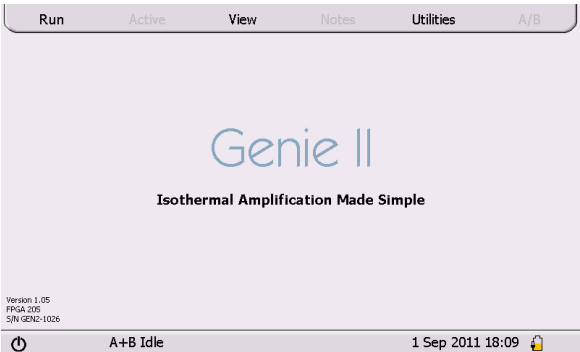 Run Active View Notes Utilities A/B
Genie II
Isothermal Amplification Made Simple
Version 1.05
FPGA 205
S/N GEN2-1026
A+B Idle 1 Sep 2011 18:09